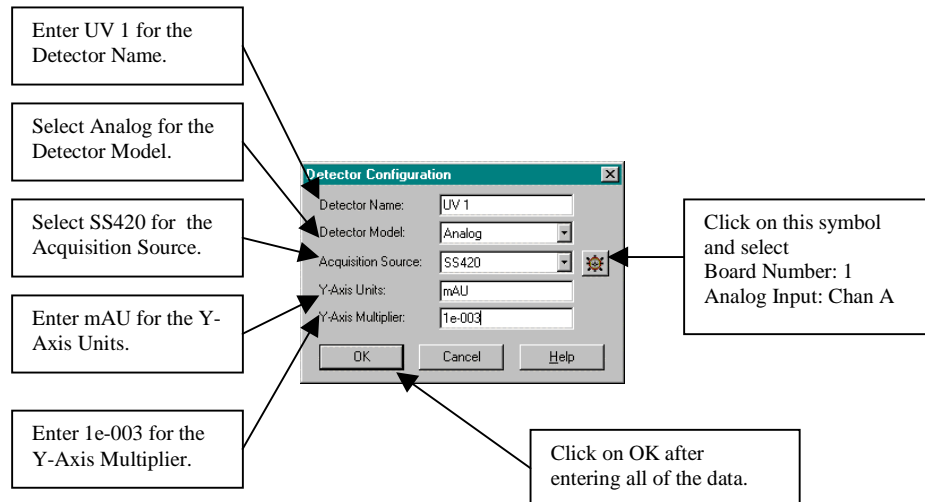 Enter UV 1 for the
Detector Name.
Select Analog for the
Detector Model.
Select SS420 for the
Acquisition Source.
Enter mAU for the Y-
Axis Units.
Enter 1e-003 for the
Y-Axis Multiplier.
Detector Configuration
Detector Name: UV 1
Detector Model: Analog
Acquisition Source: SS420
Y-Axis Units: mAU
Y-Axis Multiplier: 1e-003
OK Cancel Help
Click on this symbol
and select
Board Number: 1
Analog Input: Chan A
Click on OK after
entering all of the data.